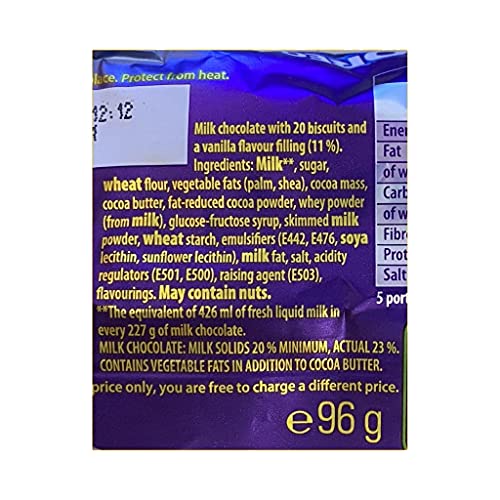 place. Protect from heat.
12:12
Milk chocolate with 20 biscuits and
a vanilla flavour filling (11 %).
Ingredients: Milk**, sugar,
wheat flour, vegetable fats (palm, shea), cocoa mass,
cocoa butter, fat-reduced cocoa powder, whey powder
(from milk), glucose-fructose syrup, skimmed milk
powder, wheat starch, emulsifiers (E442, E476, soya
lecithin, sunflower lecithin), milk fat, salt, acidity
regulators (E501, E500), raising agent (E503),
flavourings. May contain nuts.
**The equivalent of 426 ml of fresh liquid milk in
every 227 g of milk chocolate.
MILK CHOCOLATE: MILK SOLIDS 20 % MINIMUM, ACTUAL 23 %.
CONTAINS VEGETABLE FATS IN ADDITION TO COCOA BUTTER.
price only, you are free to charge a different price.
e96 g
Ener
Fat
of w
Carb
of w
Fibre
Prot
Salt
5 port